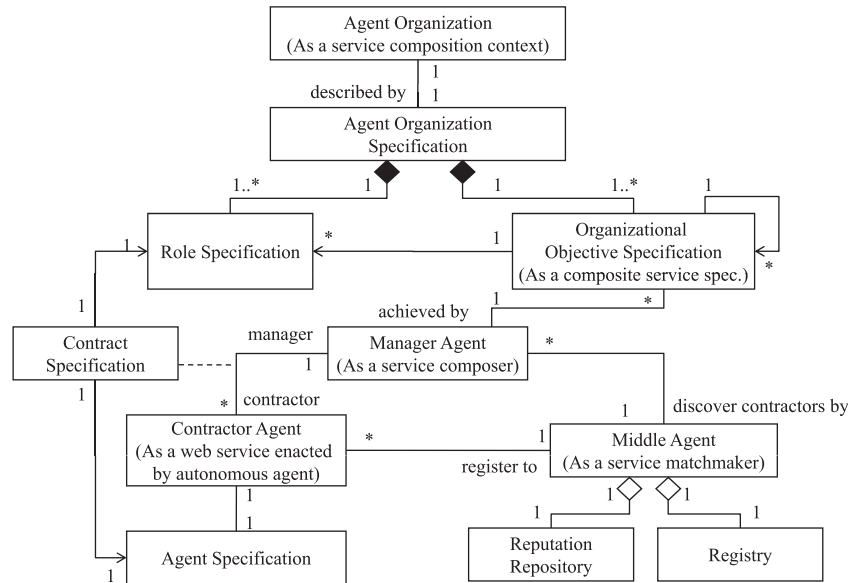 Agent Organization
(As a service composition context)
1
described by
1
Agent Organization
Specification
1..*
1
1
1..*
1
1
Role Specification
*
1
Organizational
Objective Specification
(As a composite service spec.)
*
1
achieved by
1
*
Contract
Specification
manager
1
Manager Agent
(As a service composer)
*
1
*
contractor
1
discover contractors by
Contractor Agent
(As a web service enacted
by autonomous agent)
*
1
register to
Middle Agent
(As a service matchmaker)
1
1
1
1
1
1
Agent Specification
1
Reputation
Repository
Registry